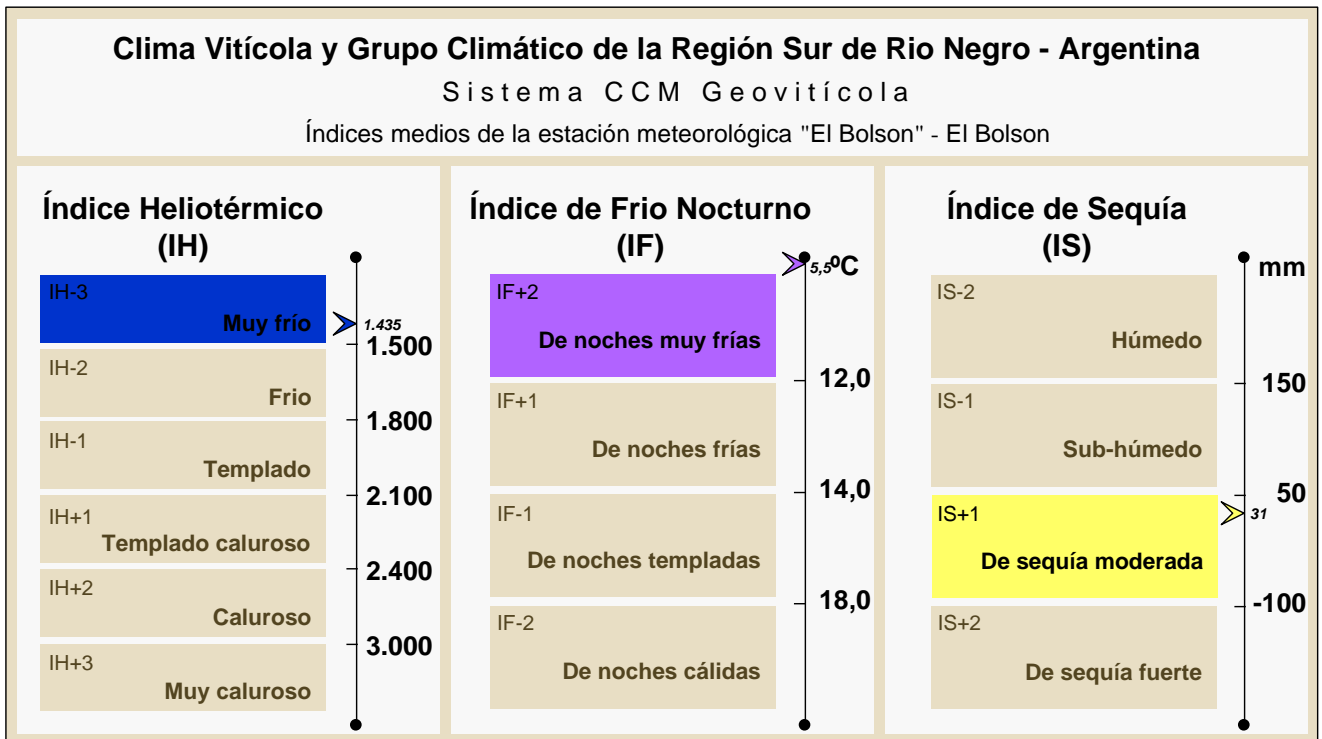 Clima Vitícola y Grupo Climático de la Región Sur de Rio Negro - Argentina
Sistema CCM Geovitícola
Índices medios de la estación meteorológica "El Bolson" - El Bolson
Índice Heliotérmico
(IH)
IH-3
Muy frío
1.435
1.500
IH-2
Frio
1.800
IH-1
Templado
2.100
IH+1
Templado caluroso
2.400
IH+2
Caluroso
3.000
IH+3
Muy caluroso
Índice de Frio Nocturno
(IF)
5,5ºC
IF+2
De noches muy frías
12,0
IF+1
De noches frías
14,0
IF-1
De noches templadas
18,0
IF-2
De noches cálidas
Índice de Sequía
(IS)
mm
IS-2
Húmedo
150
IS-1
Sub-húmedo
50
IS+1
31
De sequía moderada
-100
IS+2
De sequía fuerte